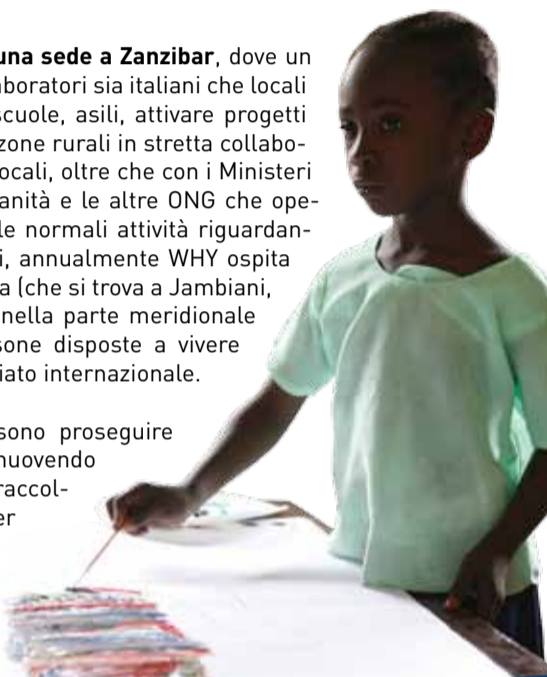 una sede a Zanzibar, dove un
aboratori sia italiani che locali
scuole, asili, attivare progetti
zone rurali in stretta collabo-
ocali, oltre che con i Ministeri
anità e le altre ONG che ope-
le normali attività riguardan-
i, annualmente WHY ospita
a (che si trova a Jambiani,
nella parte meridionale
sone disposte a vivere
iato internazionale.
sono proseguire
nuovendo
raccol-
er